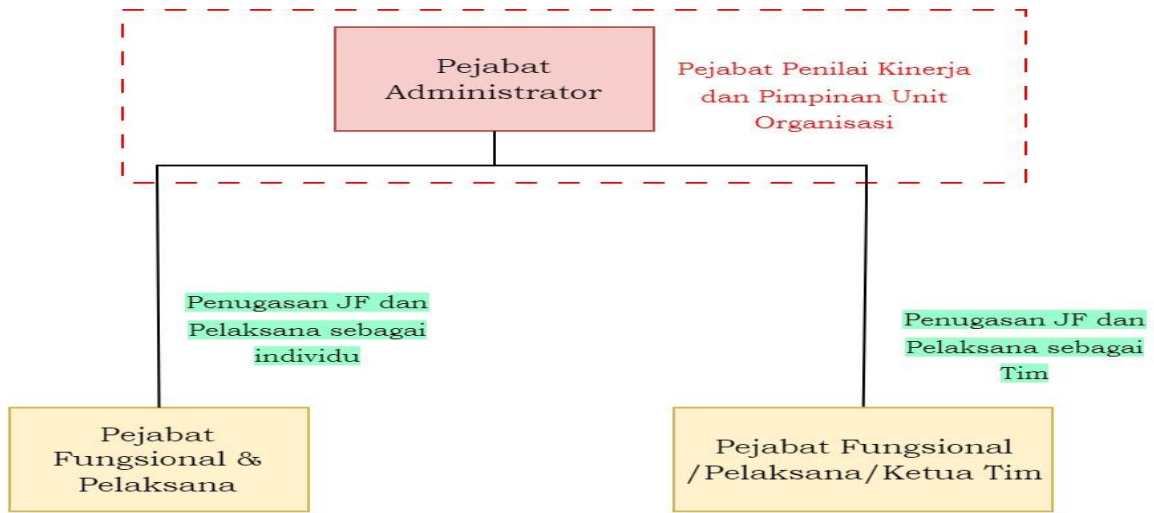 Pejabat
Administrator
Pejabat Penilai Kinerja
dan Pimpinan Unit
Organisasi
Penugasan JF dan
Pelaksana sebagai
individu
Penugasan JF dan
Pelaksana sebagai
Tim
Pejabat
Fungsional &
Pelaksana
Pejabat Fungsional
/Pelaksana/Ketua Tim